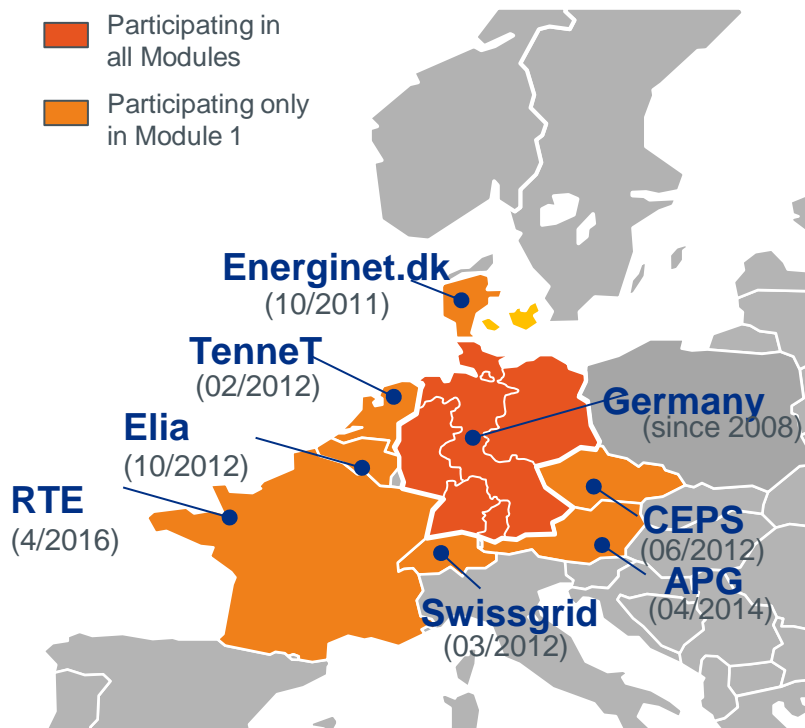 Participating in
all Modules
Participating only
in Module 1
Energinet.dk
(10/2011)
TenneT
(02/2012)
Germany
(since 2008)
Elia
(10/2012)
RTE
(4/2016)
CEPS
(06/2012)
APG
(04/2014)
Swissgrid
(03/2012)